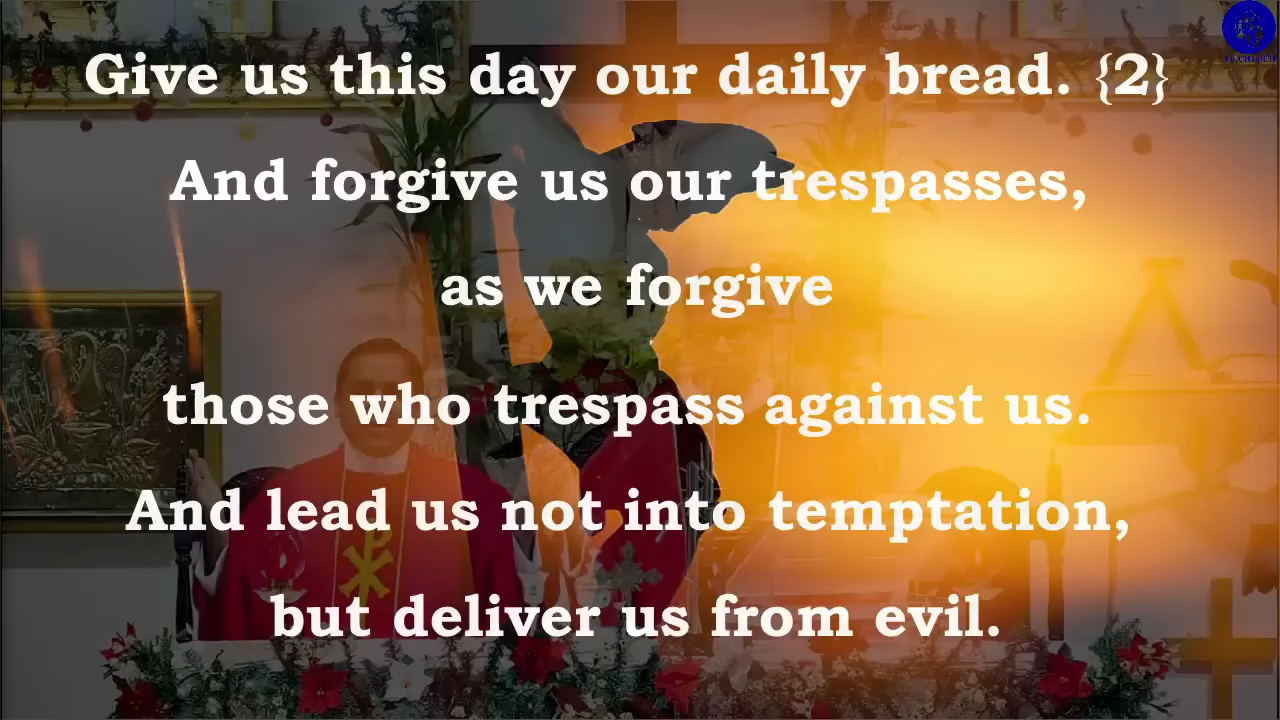 Give us this day our daily bread. {2}
And forgive us our trespasses,
as we forgive
those who trespass against us.
And lead us not into temptation,
but deliver us from evil.